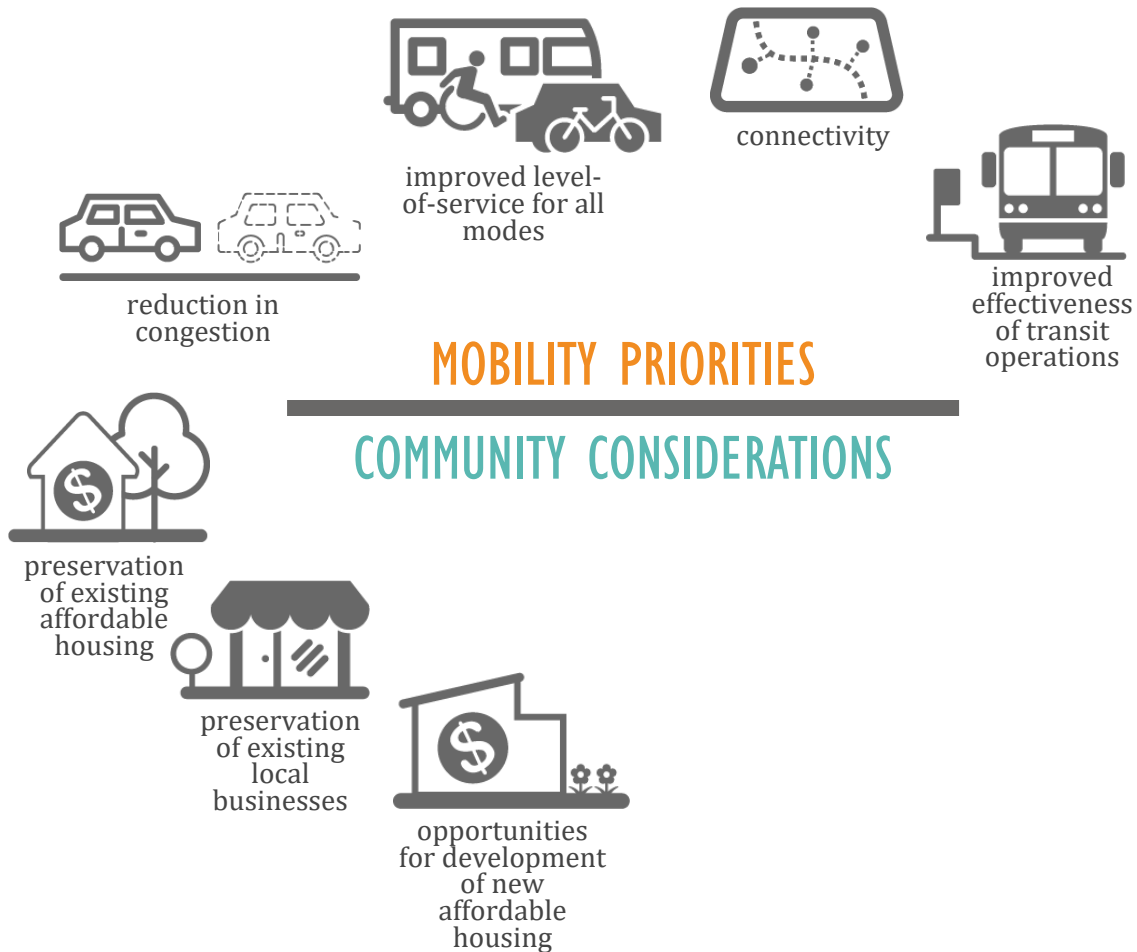 connectivity
improved level-
of-service for all
modes
improved
effectiveness
of transit
operations
reduction in
congestion
MOBILITY PRIORITIES
COMMUNITY CONSIDERATIONS
$
preservation
of existing
affordable
housing
preservation
of existing
local
businesses
$
opportunities
for development
of new
affordable
housing